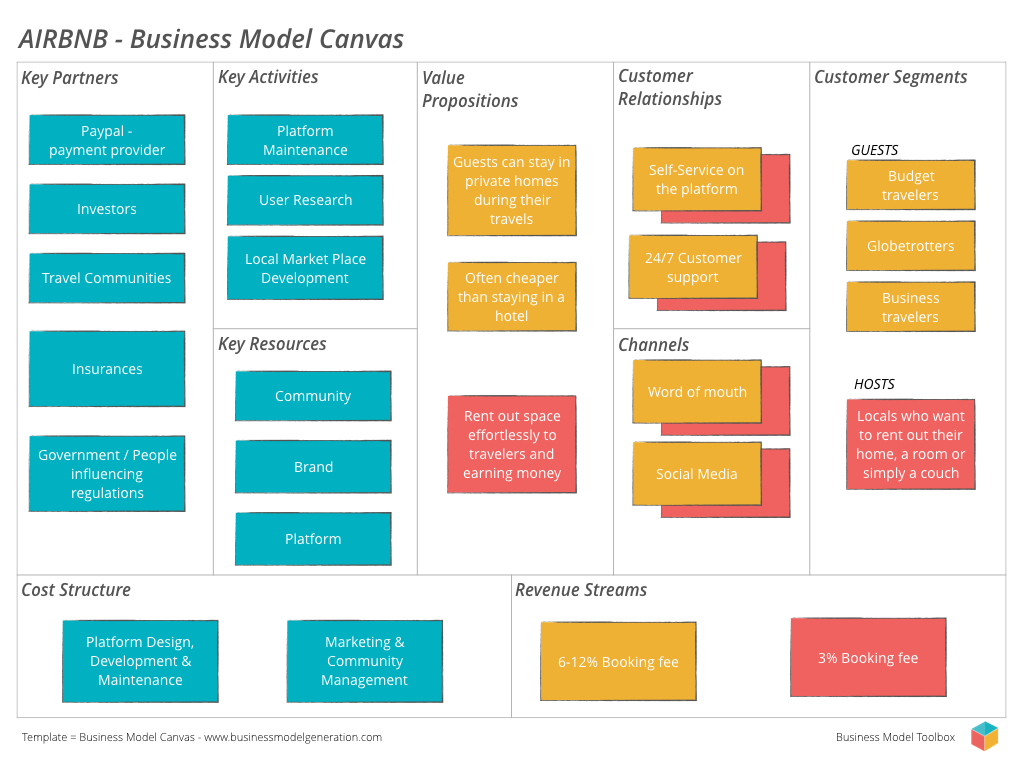 AIRBNB - Business Model Canvas
Key Partners
Paypal -
payment provider
Investors
Travel Communities
Insurances
Government / People
influencing
regulations
Key Activities
Platform
Maintenance
User Research
Local Market Place
Development
Key Resources
Community
Brand
Platform
Value
Propositions
Guests can stay in
private homes
during their
travels
Often cheaper
than staying in a
hotel
Rent out space
effortlessly to
travelers and
earning money
Customer
Relationships
Self-Service on
the platform
24/7 Customer
support
Channels
Word of mouth
Social Media
Customer Segments
GUESTS
Budget
travelers
Globetrotters
Business
travelers
HOSTS
Locals who want
to rent out their
home, a room or
simply a couch
Cost Structure
Platform Design,
Development &
Maintenance
Marketing &
Community
Management
Revenue Streams
6-12% Booking fee
3% Booking fee
Template = Business Model Canvas - www.businessmodelgeneration.com
Business Model Toolbox